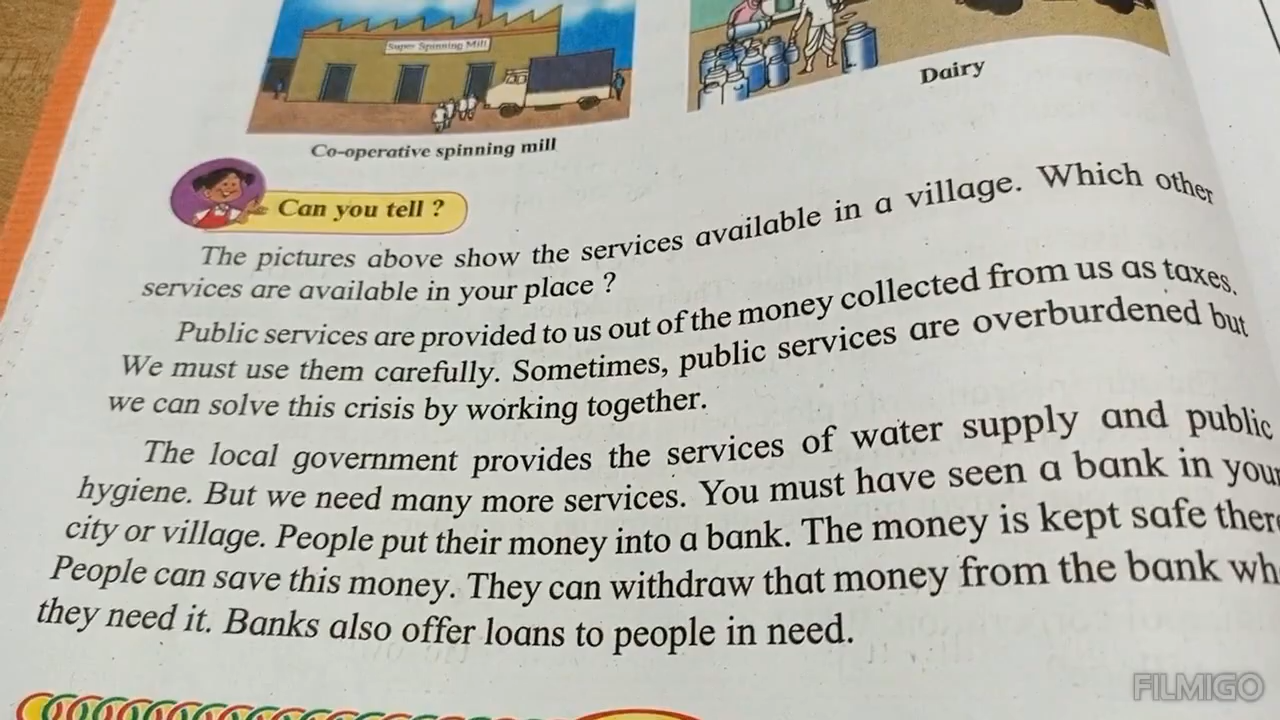 Super Spinning Mill
Dairy
Co-operative spinning mill
Can you tell ?
The pictures above show the services available in a village. Which other
services are available in your place ?
Public services are provided to us out of the money collected from us as taxes.
We must use them carefully. Sometimes, public services are overburdened but
we can solve this crisis by working together.
The local government provides the services of water supply and public
hygiene. But we need many more services. You must have seen a bank in your
city or village. People put their money into a bank. The money is kept safe
People can save this money. They can withdraw that money from the bank
they need it. Banks also offer loans to people in need.
FILMIGO